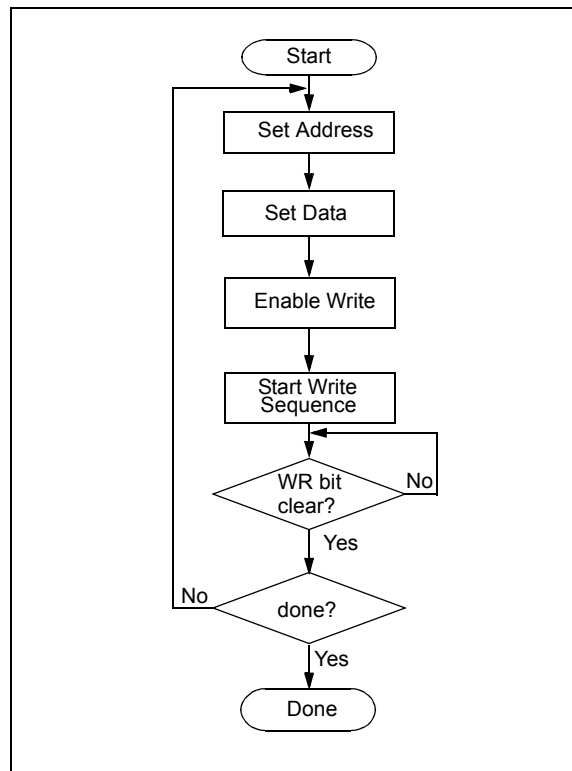 Start
Set Address
Set Data
Enable Write
Start Write
Sequence
WR bit
clear?
No
Yes
No
done?
Yes
Done